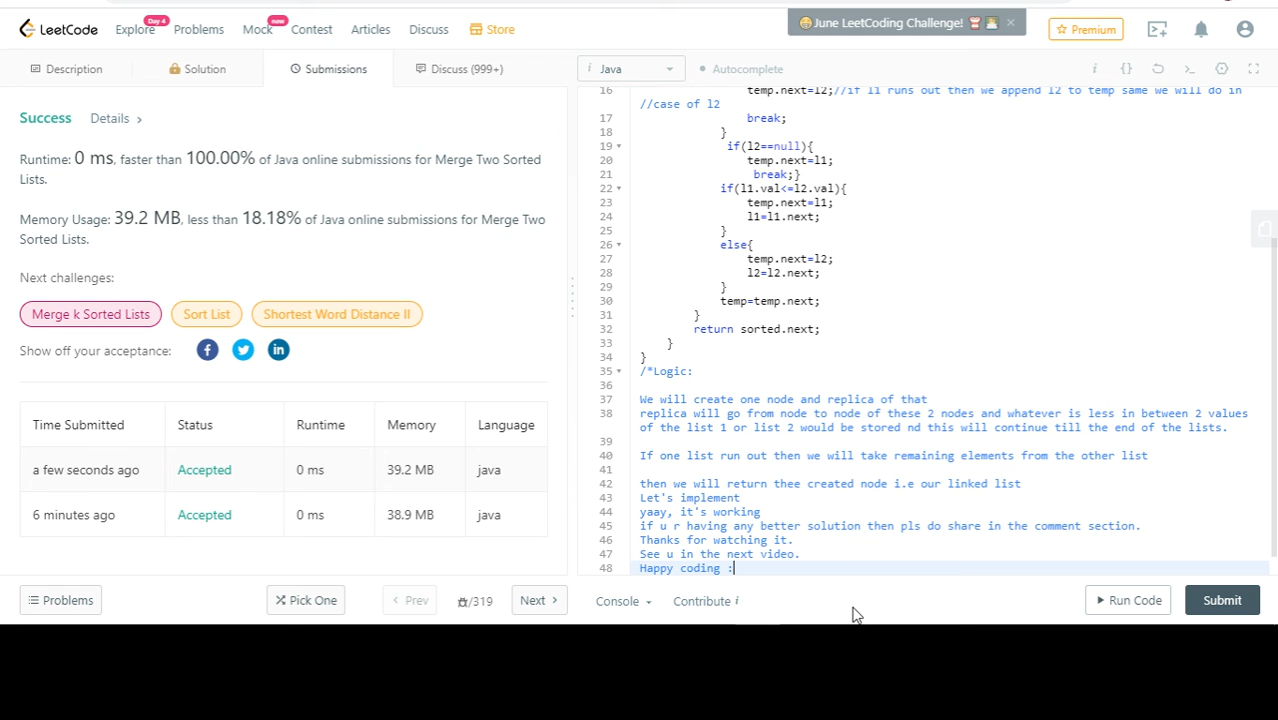 LeetCode
Explore
Day 4
Problems
Mock
new
Contest
Articles
Discuss
Store
June LeetCoding Challenge!
Premium
Description
Solution
Submissions
Discuss (999+)
i Java
Autocomplete
Success
Details >
Runtime: 0 ms, faster than 100.00% of Java online submissions for Merge Two Sorted
Lists.
Memory Usage: 39.2 MB, less than 18.18% of Java online submissions for Merge Two
Sorted Lists.
Next challenges:
Merge k Sorted Lists
Sort List
Shortest Word Distance II
Show off your acceptance:
Time Submitted Status Runtime Memory Language
a few seconds ago Accepted 0 ms 39.2 MB java
6 minutes ago Accepted 0 ms 38.9 MB java
16 temp.next=l2;//if l1 runs out then we append l2 to temp same we will do in
//case of l2
17 break;
18 }
19 if(l2==null){
20 temp.next=l1;
21 break;}
22 if(l1.val<=l2.val){
23 temp.next=l1;
24 l1=l1.next;
25 }
26 else{
27 temp.next=l2;
28 l2=l2.next;
29 }
30 temp=temp.next;
31 }
32 return sorted.next;
33 }
34 }
35 /*Logic:
36
37 We will create one node and replica of that
38 replica will go from node to node of these 2 nodes and whatever is less in between 2 values
of the list 1 or list 2 would be stored nd this will continue till the end of the lists.
39
40 If one list run out then we will take remaining elements from the other list
41
42 then we will return thee created node i.e our linked list
43 Let's implement
44 yaay, it's working
45 if u r having any better solution then pls do share in the comment section.
46 Thanks for watching it.
47 See u in the next video.
48 Happy coding :
Problems
Pick One
< Prev
/319
Next >
Console
Contribute i
Run Code
Submit